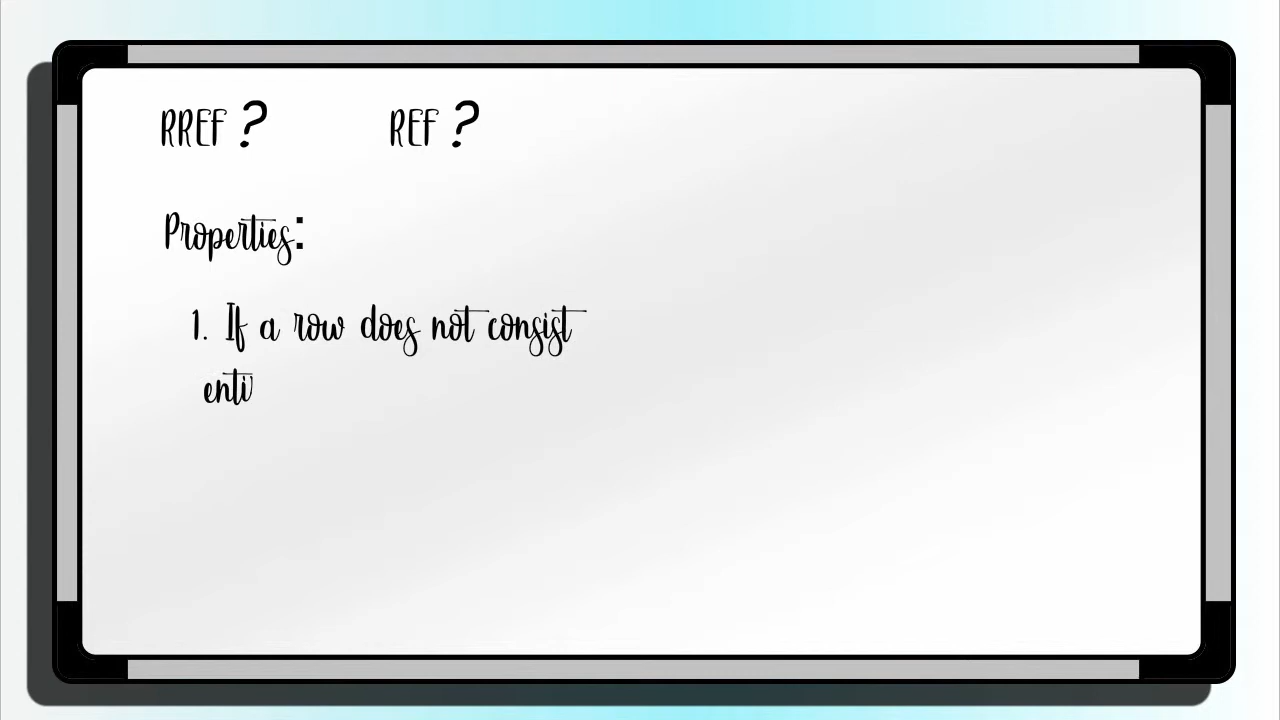 RREF ? REF ?
Properties:
1. If a row does not consist
enti